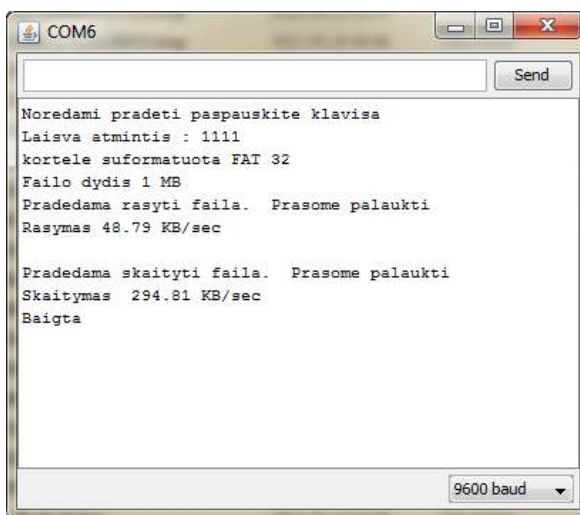 COM6
Send
Noredami pradeti paspauskite klavisa
Laisva atmintis : 1111
kortele suformatuota FAT 32
Failo dydis 1 MB
Pradedama rasyti faila.  Prasome palaukti
Rasymas 48.79 KB/sec
Pradedama skaityti faila.  Prasome palaukti
Skaitymas  294.81 KB/sec
Baigta
9600 baud